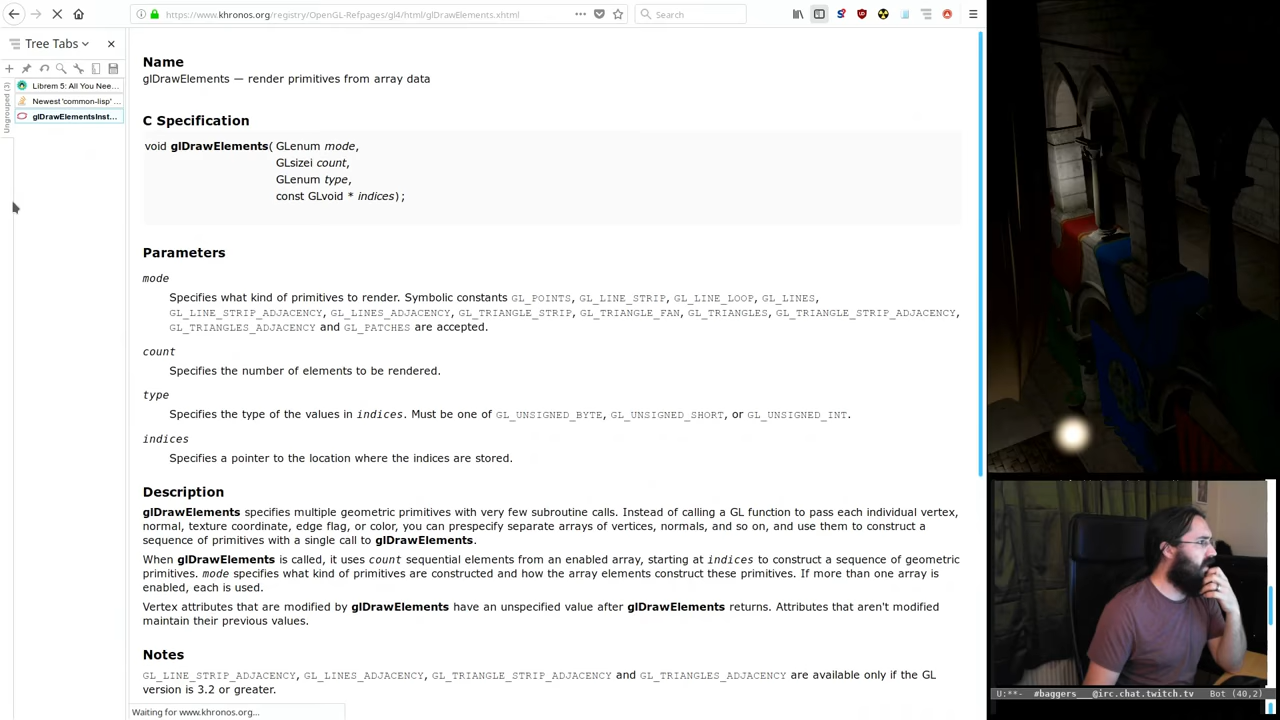 https://www.khronos.org/registry/OpenGL-Refpages/gl4/html/glDrawElements.xhtml
Search
Tree Tabs
Ungrouped (3)
Librem 5: All You Nee...
Newest 'common-lisp' ...
glDrawElementsInst...
Name
glDrawElements — render primitives from array data
C Specification
void glDrawElements( GLenum mode,
GLsizei count,
GLenum type,
const GLvoid * indices);
Parameters
mode
Specifies what kind of primitives to render. Symbolic constants GL_POINTS, GL_LINE_STRIP, GL_LINE_LOOP, GL_LINES,
GL_LINE_STRIP_ADJACENCY, GL_LINES_ADJACENCY, GL_TRIANGLE_STRIP, GL_TRIANGLE_FAN, GL_TRIANGLES, GL_TRIANGLE_STRIP_ADJACENCY,
GL_TRIANGLES_ADJACENCY and GL_PATCHES are accepted.
count
Specifies the number of elements to be rendered.
type
Specifies the type of the values in indices. Must be one of GL_UNSIGNED_BYTE, GL_UNSIGNED_SHORT, or GL_UNSIGNED_INT.
indices
Specifies a pointer to the location where the indices are stored.
Description
glDrawElements specifies multiple geometric primitives with very few subroutine calls. Instead of calling a GL function to pass each individual vertex,
normal, texture coordinate, edge flag, or color, you can prespecify separate arrays of vertices, normals, and so on, and use them to construct a
sequence of primitives with a single call to glDrawElements.
When glDrawElements is called, it uses count sequential elements from an enabled array, starting at indices to construct a sequence of geometric
primitives. mode specifies what kind of primitives are constructed and how the array elements construct these primitives. If more than one array is
enabled, each is used.
Vertex attributes that are modified by glDrawElements have an unspecified value after glDrawElements returns. Attributes that aren't modified
maintain their previous values.
Notes
GL_LINE_STRIP_ADJACENCY, GL_LINES_ADJACENCY, GL_TRIANGLE_STRIP_ADJACENCY and GL_TRIANGLES_ADJACENCY are available only if the GL
version is 3.2 or greater.
Waiting for www.khronos.org...
U:**- #baggers___@irc.chat.twitch.tv Bot (40,2)